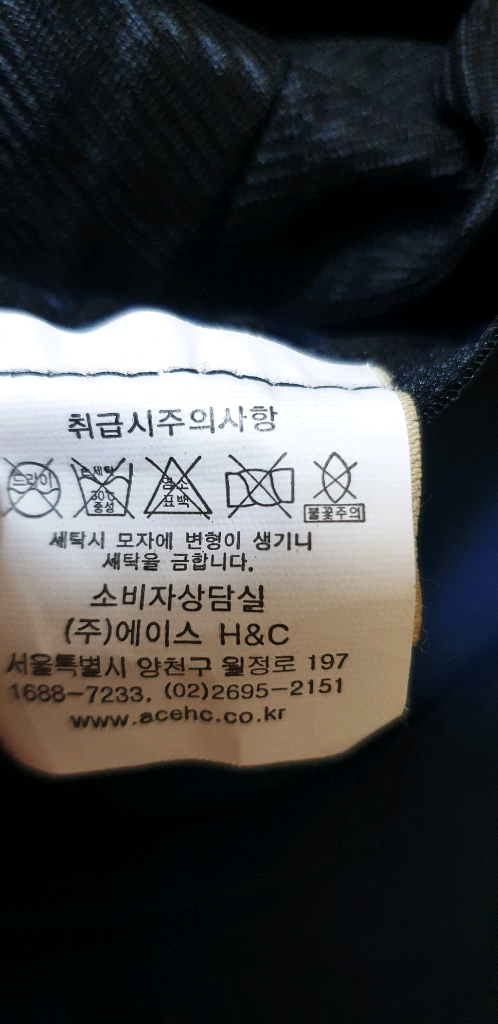 취급시주의사항
드라이 손세탁 30℃ 중성 염소 표백 불꽃주의
세탁시 모자에 변형이 생기니
세탁을 금합니다.
소비자상담실
(주)에이스 H&C
서울특별시 양천구 월정로 197
1688-7233, (02)2695-2151
www.acehc.co.kr